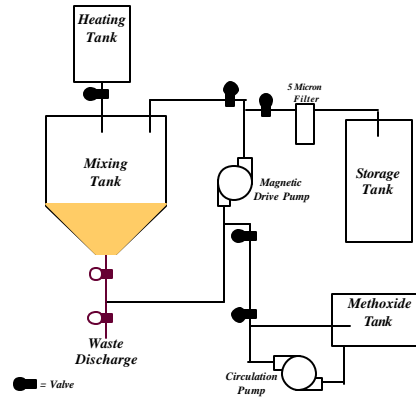 Heating
Tank
5 Micron
Filter
Mixing
Tank
Magnetic
Drive Pump
Storage
Tank
Methoxide
Tank
Waste
Discharge
Circulation
Pump
= Valve